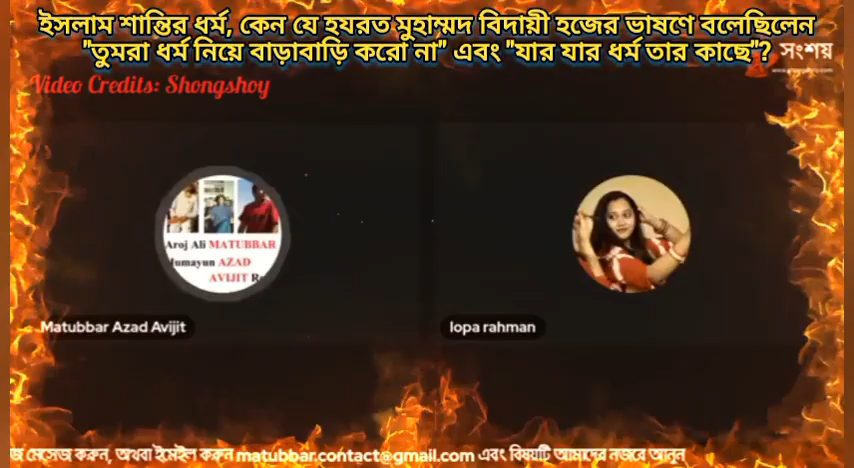 ইসলাম শান্তির ধর্ম, কেন যে হযরত মুহাম্মদ বিদায়ী হজের ভাষণে বলেছিলেন
"তুমরা ধর্ম নিয়ে বাড়াবাড়ি করো না" এবং "যার যার ধর্ম তার কাছে"?
সংশয়
Video Credits: Shongshoy
Aroj Ali MATUBBAR
Humayun AZAD
AVIJIT
Matubbar Azad Avijit
lopa rahman
মেসেজ করুন, অথবা ইমেইল করুন matubbar.contact@gmail.com এবং বিষয়টি আমাদের নজরে আনুন